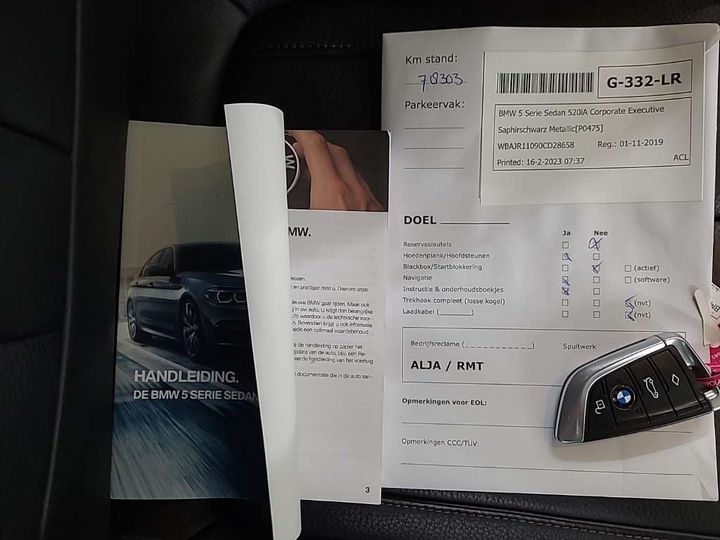 Km stand:
78303
Parkeervak:
G-332-LR
BMW 5 Serie Sedan 520iA Corporate Executive
Saphirschwarz Metallic[P0475]
WBAJR11090CD28658 Reg.: 01-11-2019
Printed: 16-2-2023 07:37 ACL
DOEL
Ja Nee
Reservesleutels
Hoedenplank/Hoofdsteunen
Blackbox/Startblokkering (actief)
Navigatie (software)
Instructie & onderhoudsboekjes
Trekhaak compleet (losse kogel) (nvt)
Laadkabel (nvt)
Bedrijfsreclame Spuitwerk
ALJA / RMT
Opmerkingen voor EOL:
Opmerkingen CCC/TUV:
HANDLEIDING.
DE BMW 5 SERIE SEDAN
MW.
3